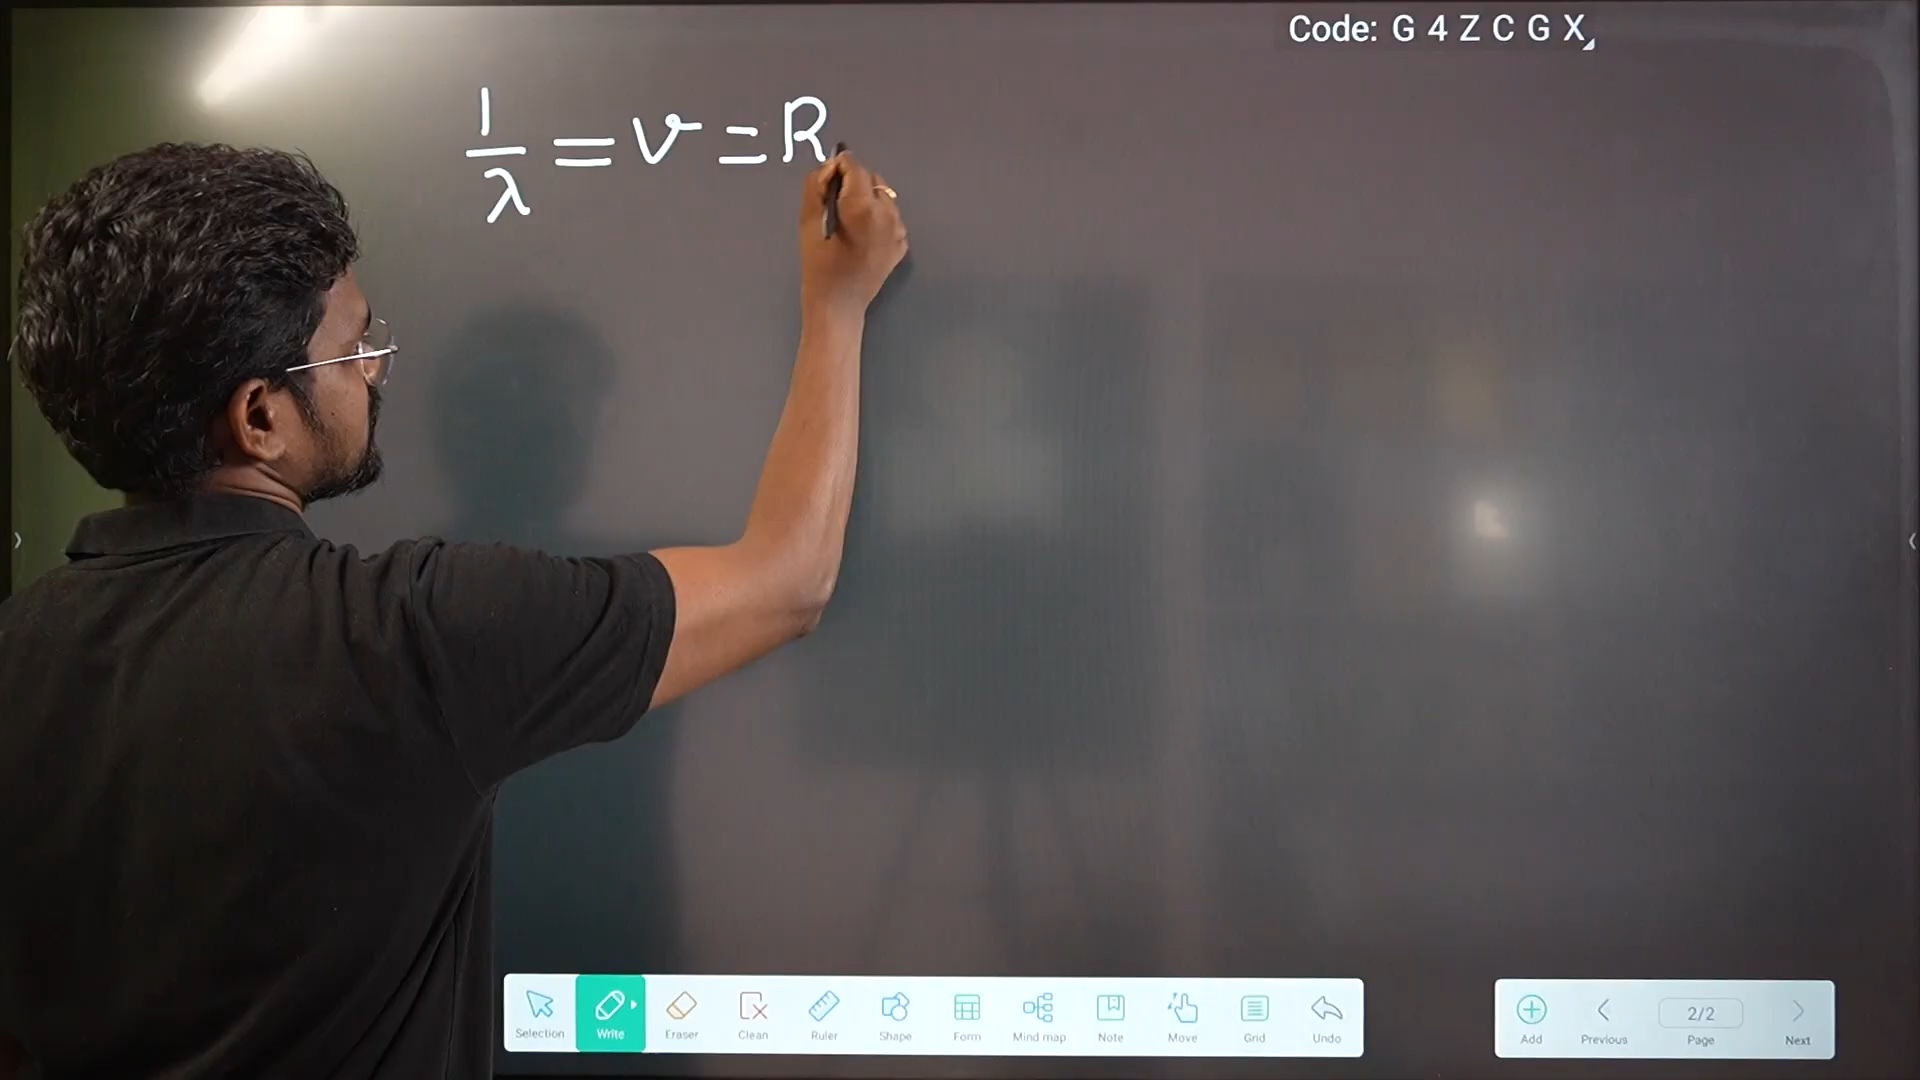 Code: G 4 Z C G X
1/λ = ν = R
Selection
Write
Eraser
Clean
Ruler
Shape
Form
Mind map
Note
Move
Grid
Undo
Add
Previous
2/2
Page
Next